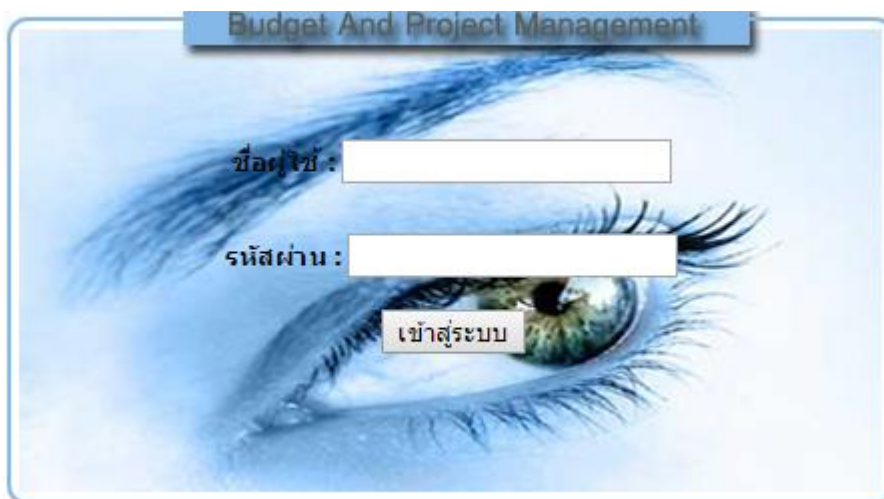 Budget And Project Management
ชื่อผู้ใช้ :
รหัสผ่าน :
เข้าสู่ระบบ